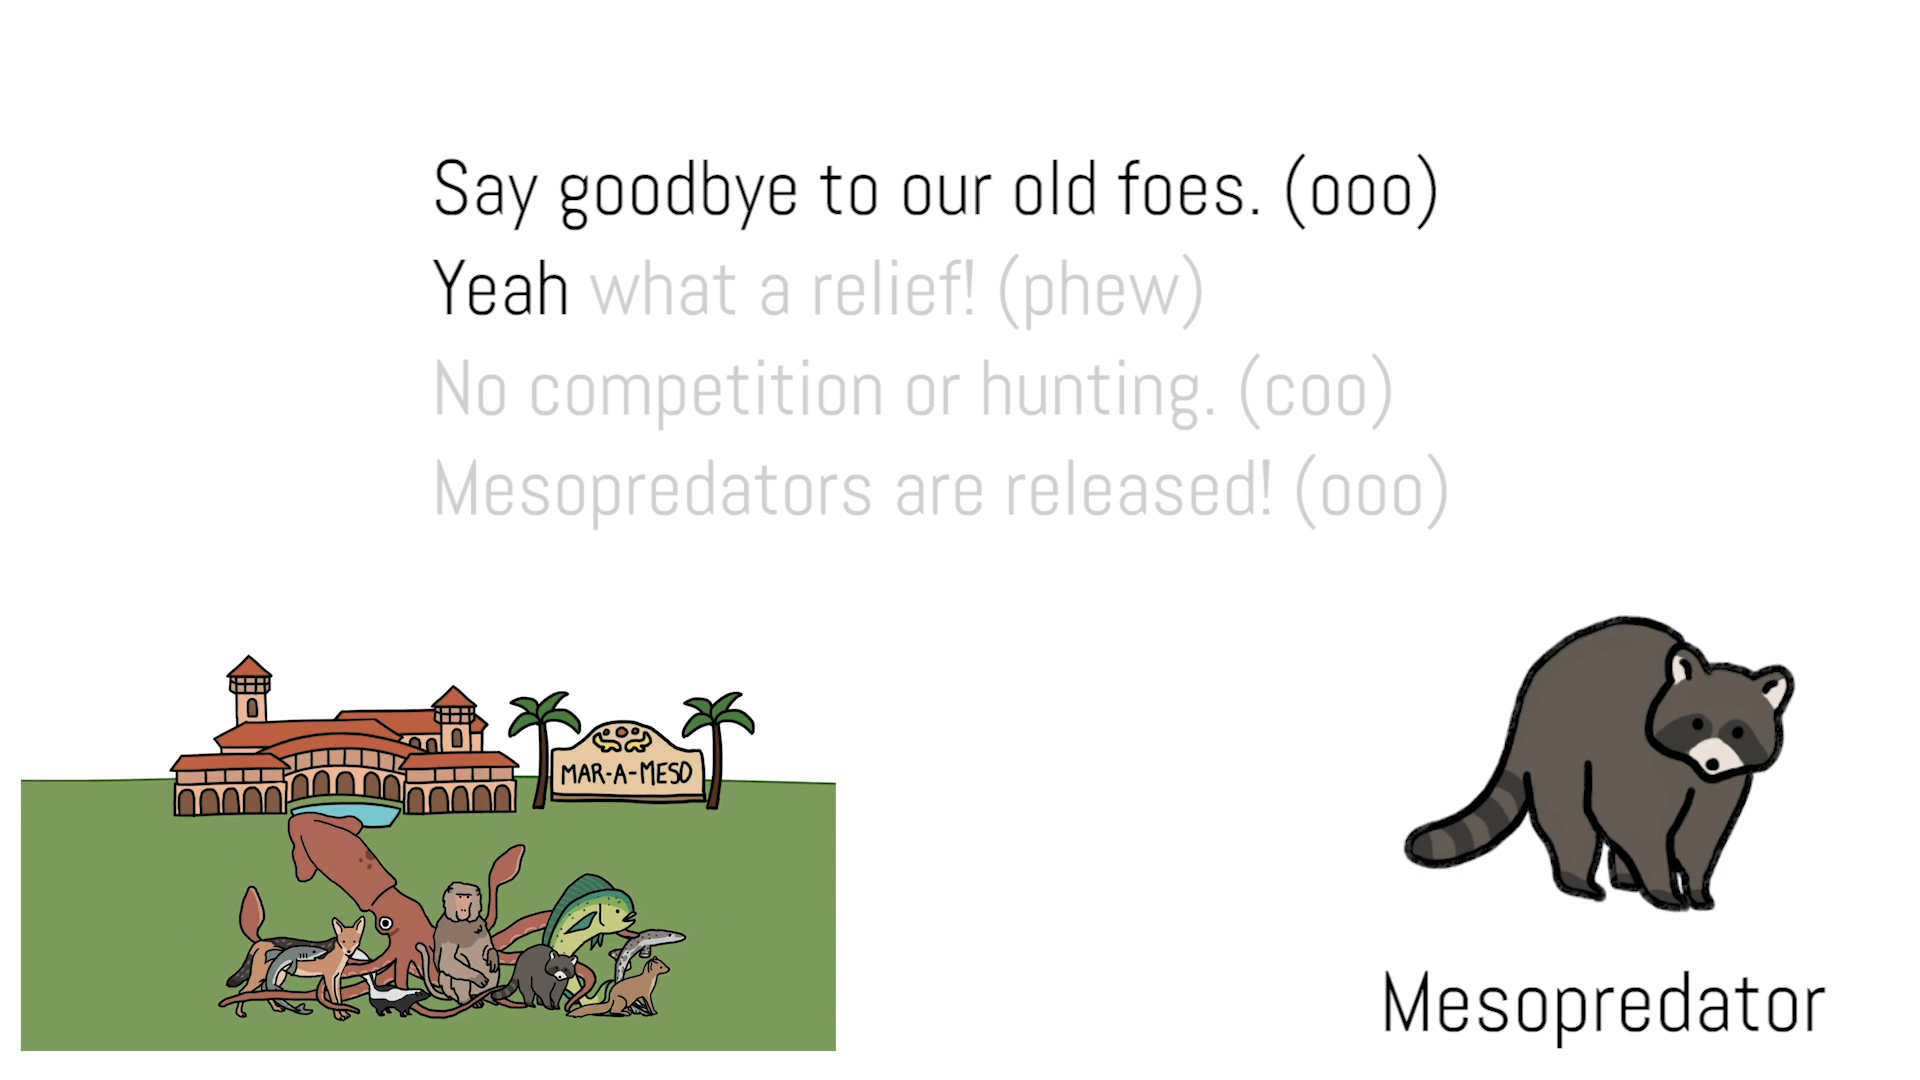 Say goodbye to our old foes. (ooo)
Yeah what a relief! (phew)
No competition or hunting. (coo)
Mesopredators are released! (ooo)
MAR-A-MESO
Mesopredator